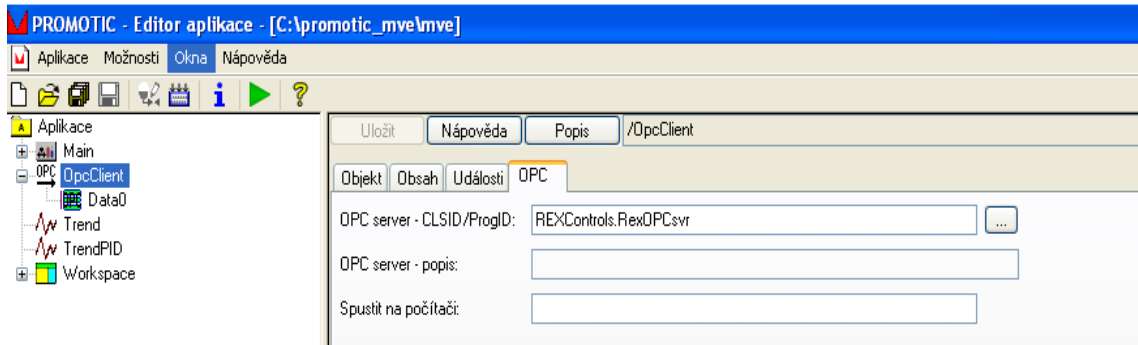 PROMOTIC - Editor aplikace - [C:\promotic_mve\mve]
Aplikace Možnosti Okna Nápověda
Aplikace
Main
OPC OpcClient
Data0
Trend
TrendPID
Workspace
Uložit Nápověda Popis /OpcClient
Objekt Obsah Události OPC
OPC server - CLSID/ProgID: REXControls.RexOPCsvr ...
OPC server - popis:
Spustit na počítači: